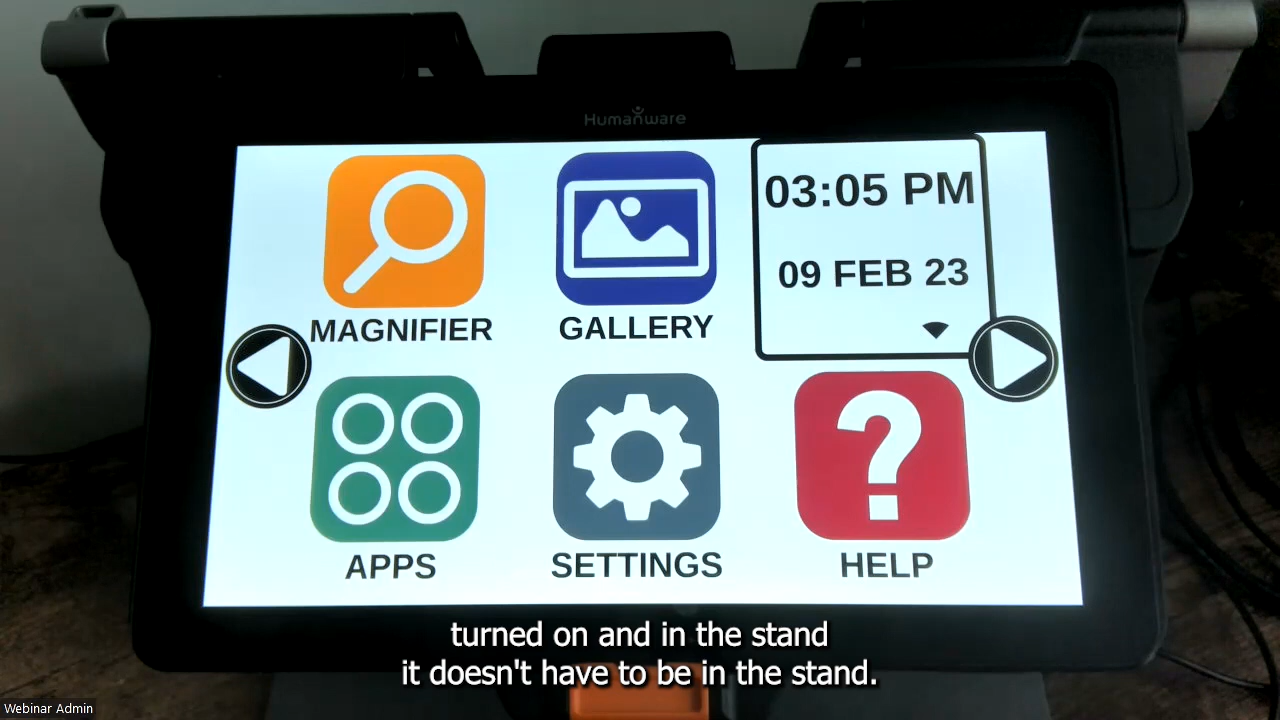 Humanware
MAGNIFIER
GALLERY
03:05 PM
09 FEB 23
APPS
SETTINGS
HELP
turned on and in the stand
it doesn't have to be in the stand.
Webinar Admin